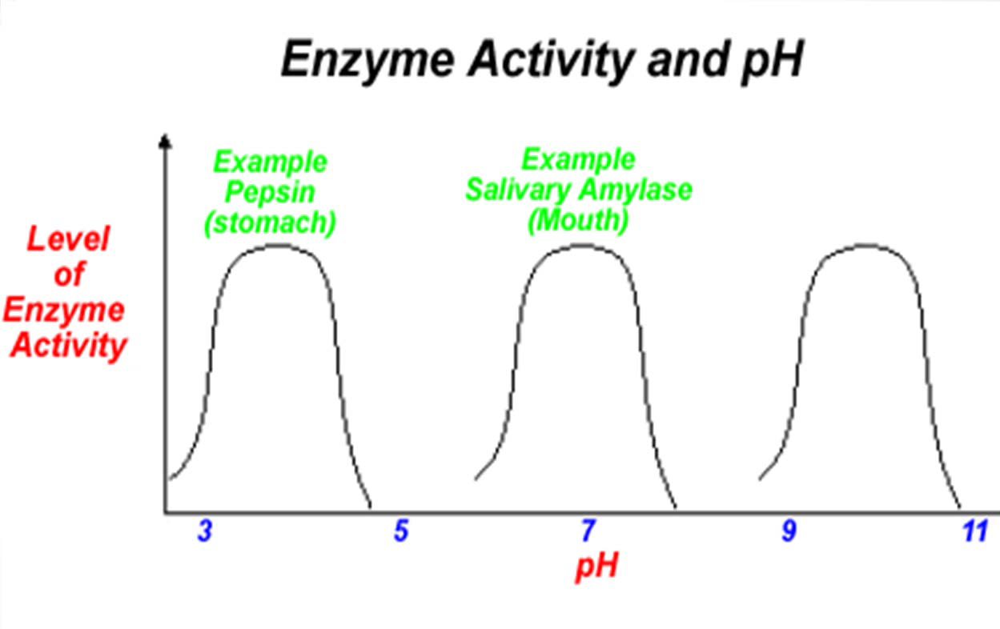 Enzyme Activity and pH
Example
Pepsin
(stomach)
Example
Salivary Amylase
(Mouth)
Level
of
Enzyme
Activity
3 5 7 9 11
pH